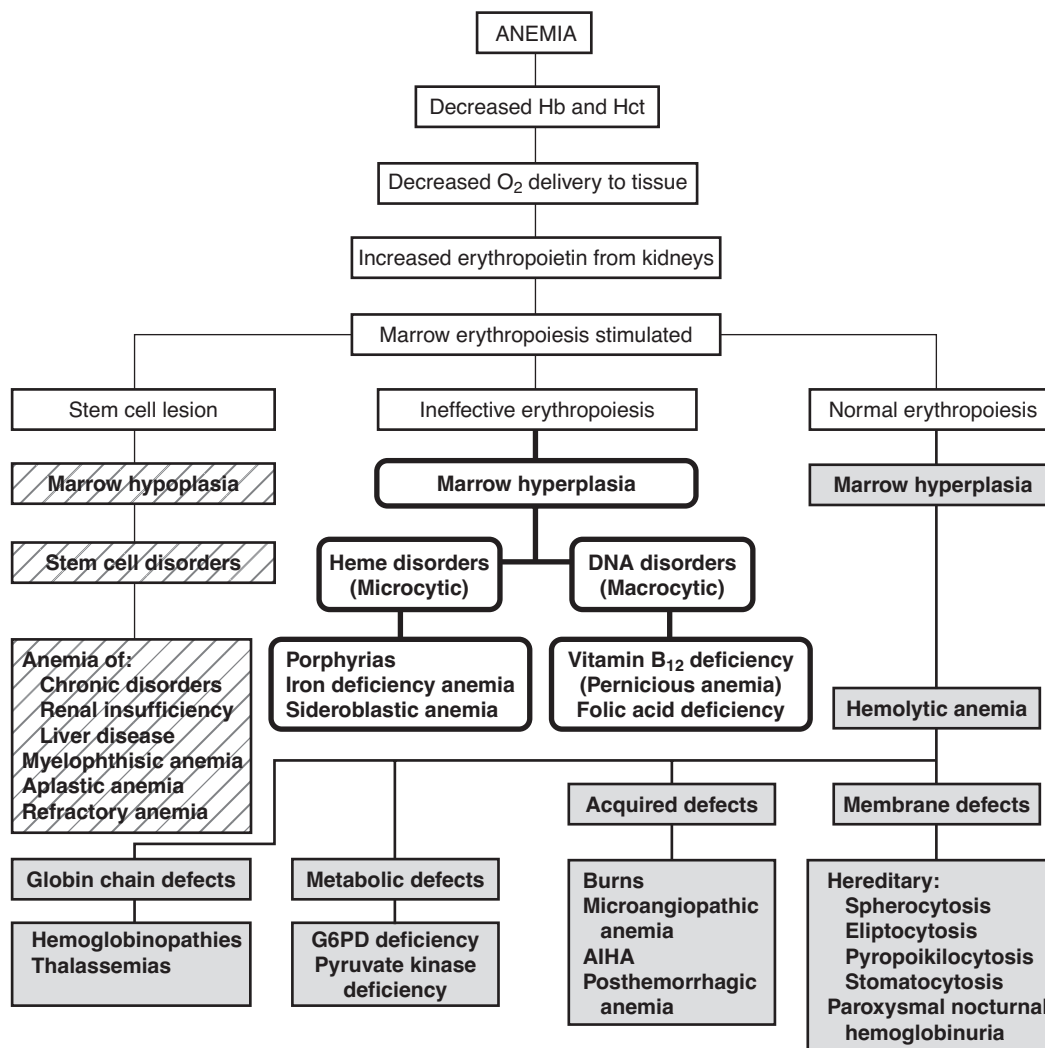 ANEMIA
Decreased Hb and Hct
Decreased O₂ delivery to tissue
Increased erythropoietin from kidneys
Marrow erythropoiesis stimulated
Stem cell lesion
Ineffective erythropoiesis
Normal erythropoiesis
Marrow hypoplasia
Marrow hyperplasia
Marrow hyperplasia
Stem cell disorders
Heme disorders
(Microcytic)
DNA disorders
(Macrocytic)
Anemia of:
Chronic disorders
Renal insufficiency
Liver disease
Myelophthisic anemia
Aplastic anemia
Refractory anemia
Porphyrias
Iron deficiency anemia
Sideroblastic anemia
Vitamin B₁₂ deficiency
(Pernicious anemia)
Folic acid deficiency
Hemolytic anemia
Acquired defects
Membrane defects
Globin chain defects
Metabolic defects
Hemoglobinopathies
Thalassemias
G6PD deficiency
Pyruvate kinase
deficiency
Burns
Microangiopathic
anemia
AIHA
Posthemorrhagic
anemia
Hereditary:
Spherocytosis
Eliptocytosis
Pyropoikilocytosis
Stomatocytosis
Paroxysmal nocturnal
hemoglobinuria